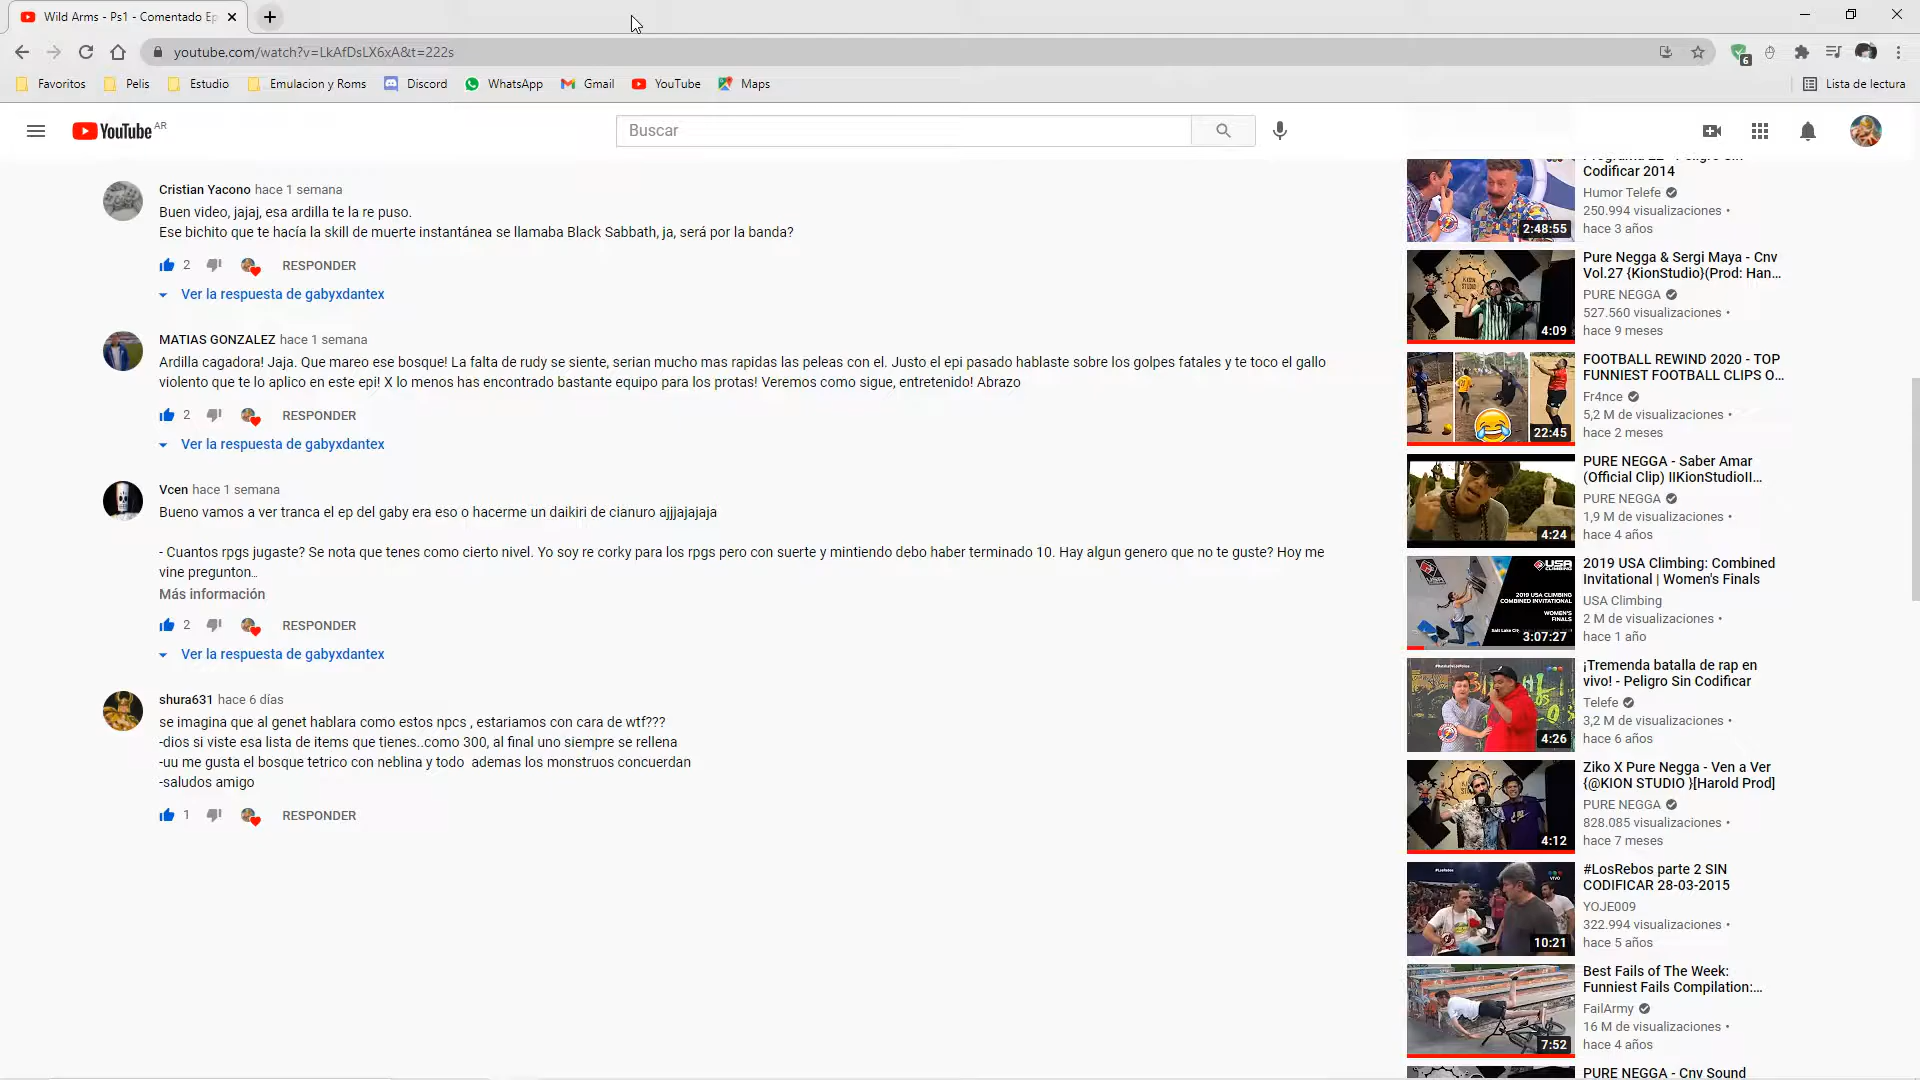 Wild Arms - Ps1 - Comentado Ep
youtube.com/watch?v=LkAfDsLX6xA&t=222s
6
Favoritos
Pelis
Estudio
Emulacion y Roms
Discord
WhatsApp
Gmail
YouTube
Maps
Lista de lectura
YouTube AR
Buscar
Cristian Yacono hace 1 semana
Buen video, jajaj, esa ardilla te la re puso.
Ese bichito que te hacía la skill de muerte instantánea se llamaba Black Sabbath, ja, será por la banda?
2 RESPONDER
Ver la respuesta de gabyxdantex
MATIAS GONZALEZ hace 1 semana
Ardilla cagadora! Jaja. Que mareo ese bosque! La falta de rudy se siente, serian mucho mas rapidas las peleas con el. Justo el epi pasado hablaste sobre los golpes fatales y te toco el gallo
violento que te lo aplico en este epi! X lo menos has encontrado bastante equipo para los protas! Veremos como sigue, entretenido! Abrazo
2 RESPONDER
Ver la respuesta de gabyxdantex
Vcen hace 1 semana
Bueno vamos a ver tranca el ep del gaby era eso o hacerme un daikiri de cianuro ajjjajajaja
- Cuantos rpgs jugaste? Se nota que tenes como cierto nivel. Yo soy re corky para los rpgs pero con suerte y mintiendo debo haber terminado 10. Hay algun genero que no te guste? Hoy me
vine pregunton…
Más información
2 RESPONDER
Ver la respuesta de gabyxdantex
shura631 hace 6 días
se imagina que al genet hablara como estos npcs , estariamos con cara de wtf???
-dios si viste esa lista de items que tienes..como 300, al final uno siempre se rellena
-uu me gusta el bosque tetrico con neblina y todo  ademas los monstruos concuerdan
-saludos amigo
1 RESPONDER
Codificar 2014
Humor Telefe
250.994 visualizaciones •
hace 3 años
2:48:55
Pure Negga & Sergi Maya - Cnv
Vol.27 {KionStudio}(Prod: Han...
PURE NEGGA
527.560 visualizaciones •
hace 9 meses
4:09
FOOTBALL REWIND 2020 - TOP
FUNNIEST FOOTBALL CLIPS O...
Fr4nce
5,2 M de visualizaciones •
hace 2 meses
22:45
PURE NEGGA - Saber Amar
(Official Clip) IIKionStudioII...
PURE NEGGA
1,9 M de visualizaciones •
hace 4 años
4:24
2019 USA Climbing: Combined
Invitational | Women's Finals
USA Climbing
2 M de visualizaciones •
hace 1 año
USA
CLIMBING
2019 USA CLIMBING
COMBINED INVITATIONAL
WOMEN'S
FINALS
3:07:27
¡Tremenda batalla de rap en
vivo! - Peligro Sin Codificar
Telefe
3,2 M de visualizaciones •
hace 6 años
4:26
Ziko X Pure Negga - Ven a Ver
{@KION STUDIO }[Harold Prod]
PURE NEGGA
828.085 visualizaciones •
hace 7 meses
4:12
#LosRebos parte 2 SIN
CODIFICAR 28-03-2015
YOJE009
322.994 visualizaciones •
hace 5 años
10:21
Best Fails of The Week:
Funniest Fails Compilation:...
FailArmy
16 M de visualizaciones •
hace 4 años
7:52
PURE NEGGA - Cnv Sound